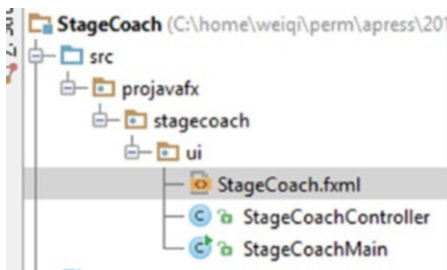 StageCoach (C:\home\weiqi\perm\apress\201
src
projavafx
stagecoach
ui
StageCoach.fxml
StageCoachController
StageCoachMain